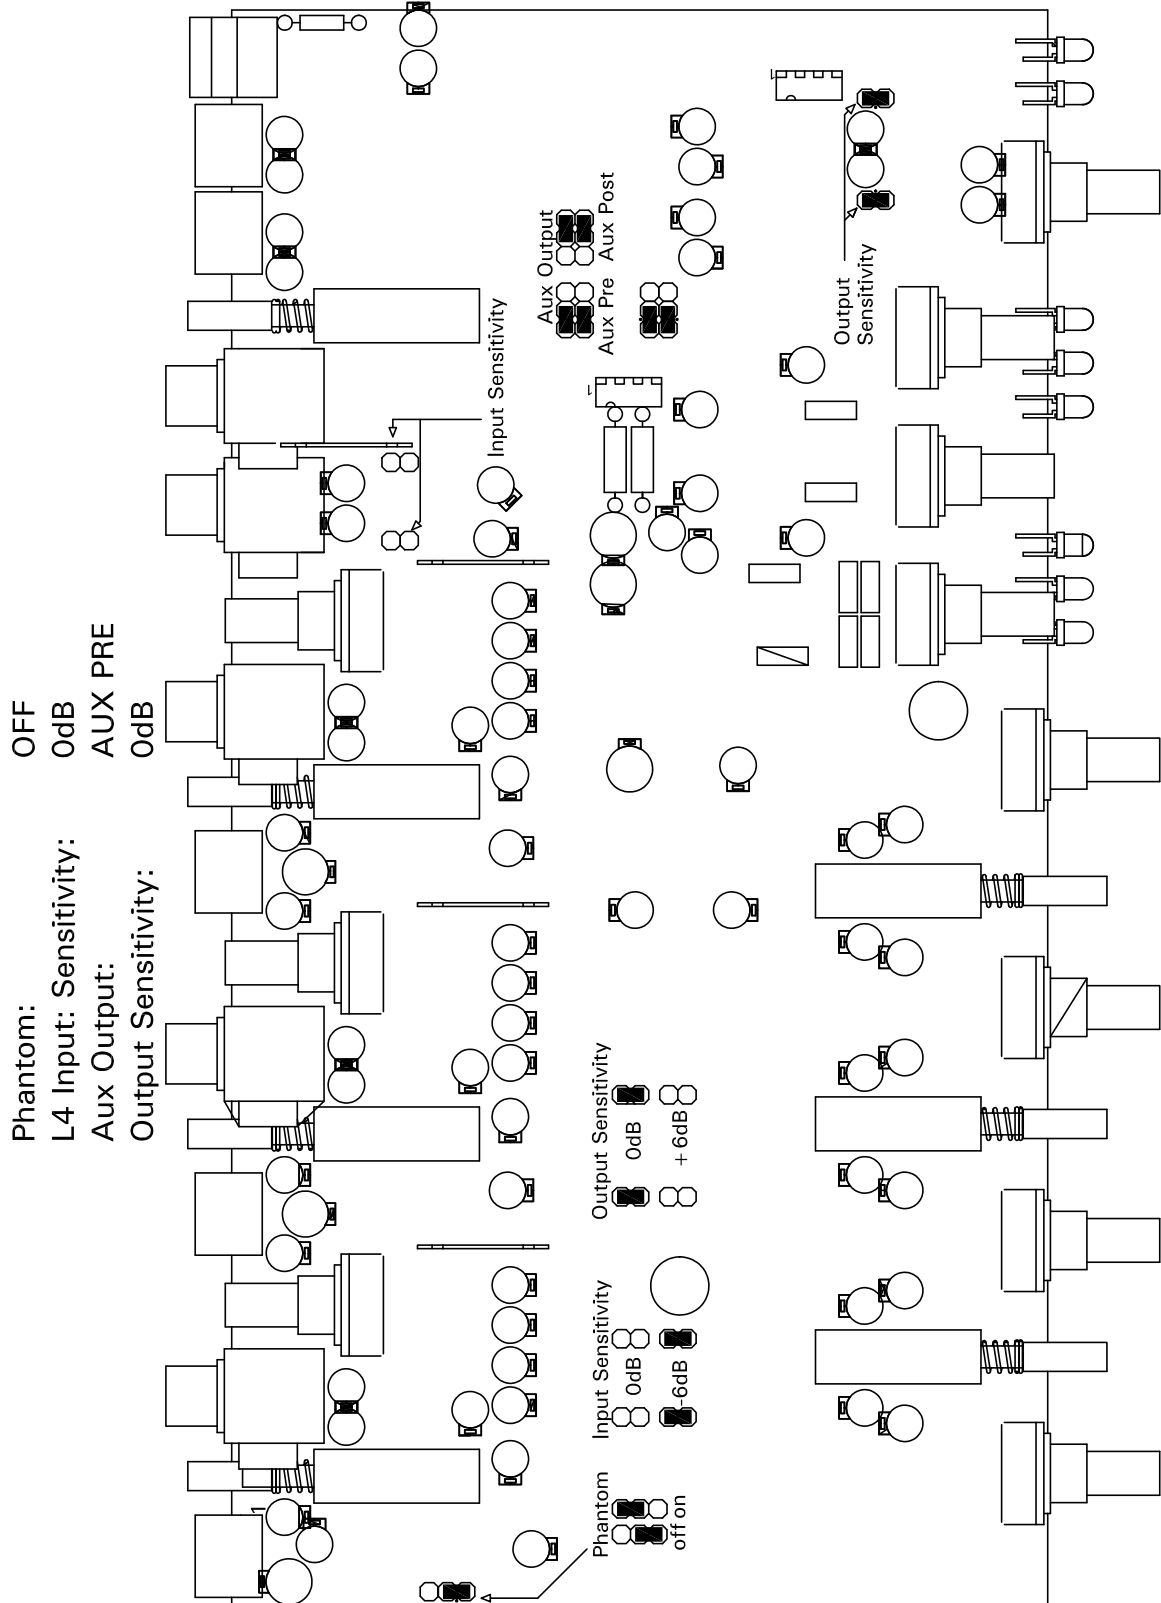 Phantom: OFF
L4 Input: Sensitivity: 0dB
Aux Output: AUX PRE
Output Sensitivity: 0dB
Input Sensitivity
Aux Output
Aux Pre
Aux Post
Output
Sensitivity
Phantom
off on
Input Sensitivity
0dB
-6dB
Output Sensitivity
0dB
+6dB
1